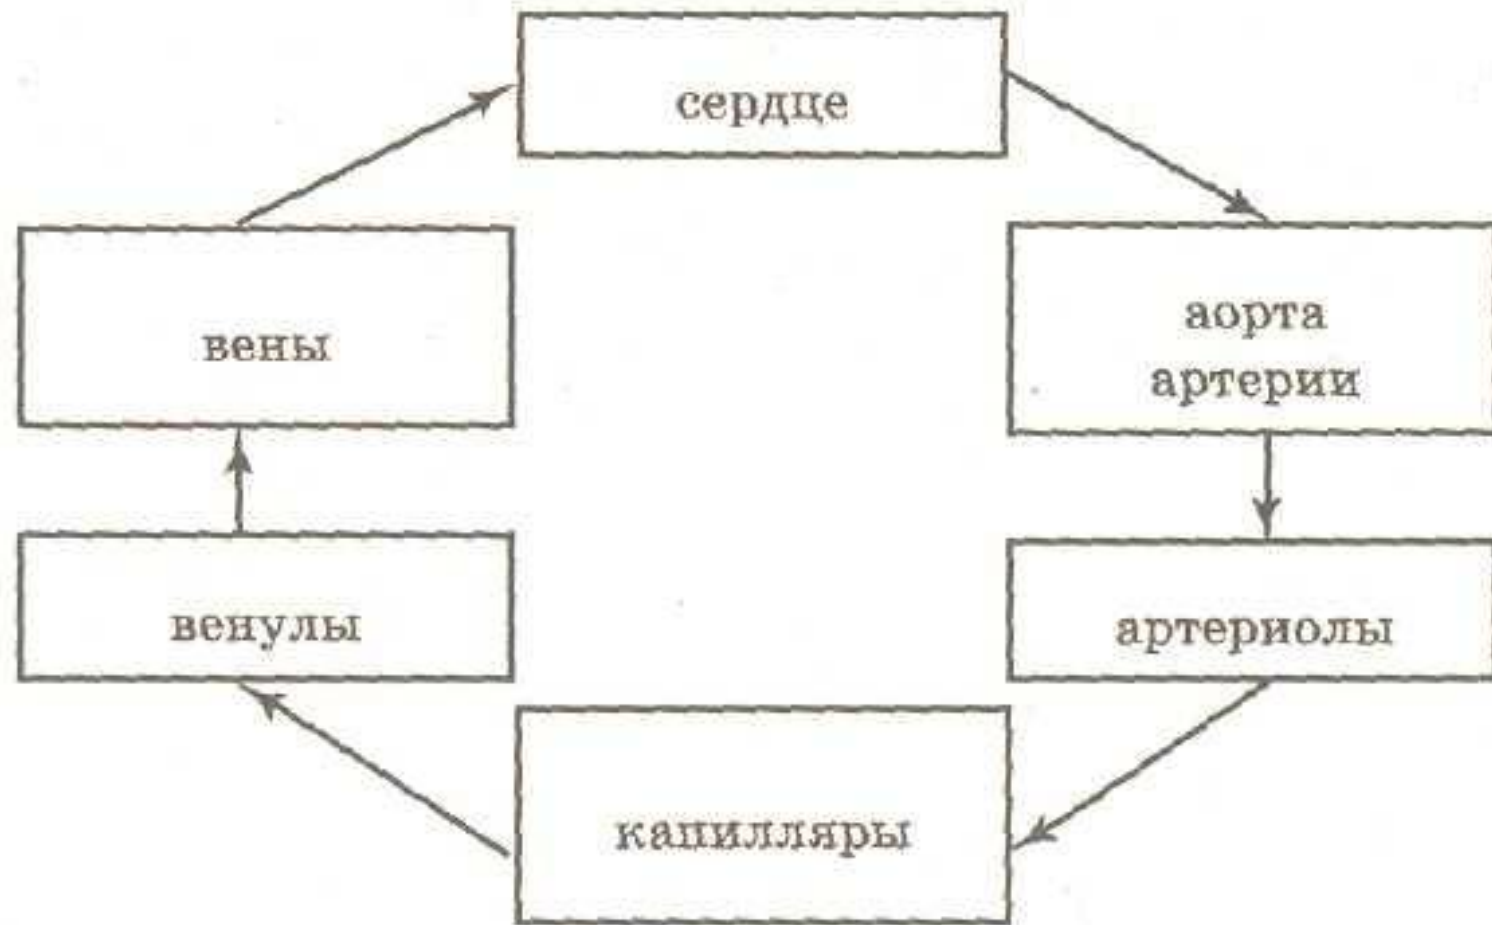 сердце
аорта
артерии
артериолы
капилляры
венулы
вены